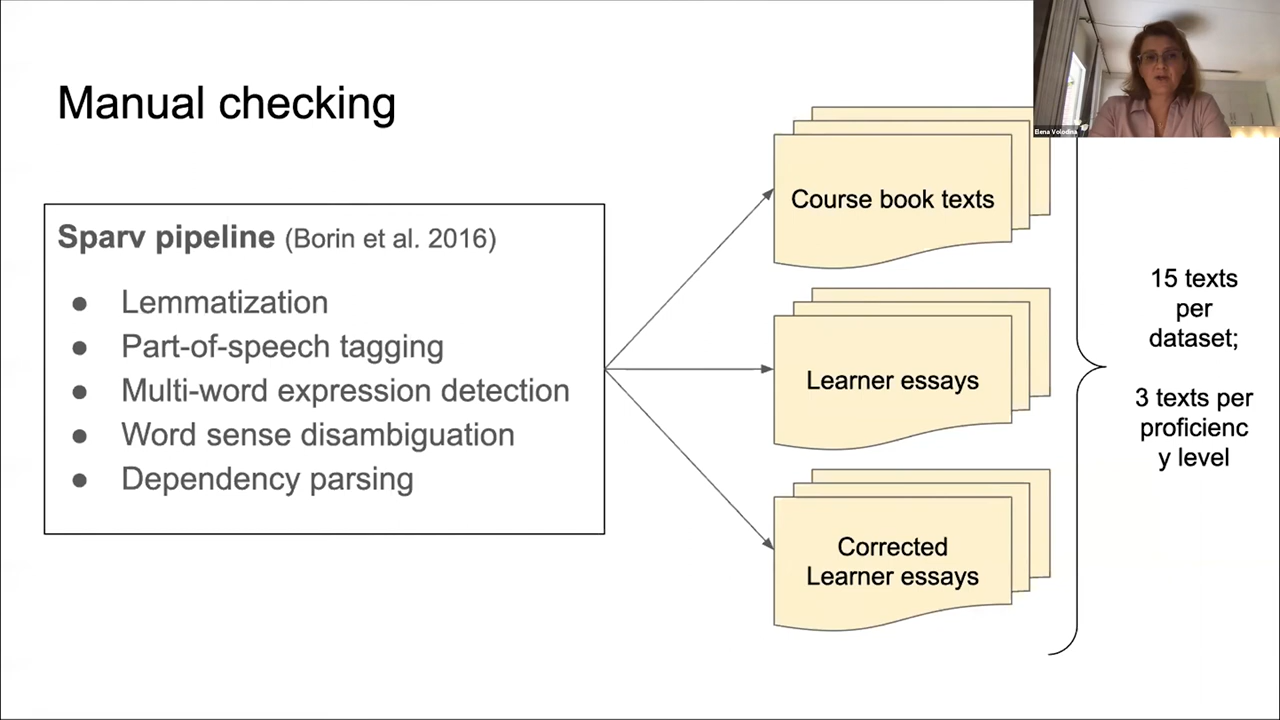 Manual checking
Elena Volodina
Sparv pipeline (Borin et al. 2016)
● Lemmatization
● Part-of-speech tagging
● Multi-word expression detection
● Word sense disambiguation
● Dependency parsing
Course book texts
Learner essays
Corrected
Learner essays
15 texts
per
dataset;
3 texts per
proficienc
y level